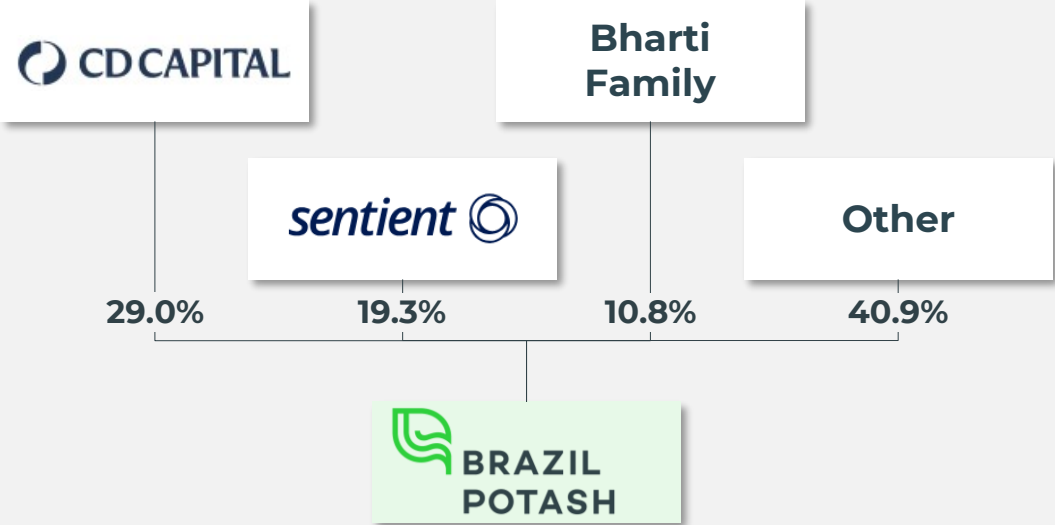 CD CAPITAL
Bharti
Family
sentient
Other
29.0%
19.3%
10.8%
40.9%
BRAZIL
POTASH